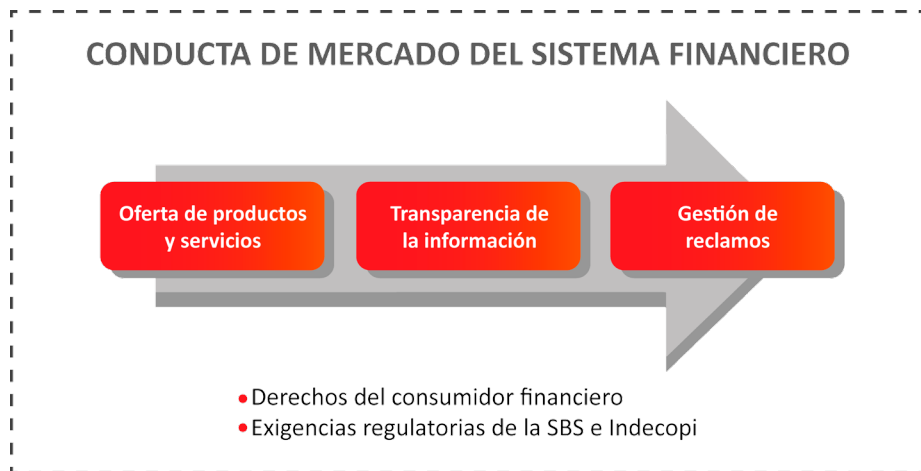 CONDUCTA DE MERCADO DEL SISTEMA FINANCIERO
Oferta de productos
y servicios
Transparencia de
la información
Gestión de
reclamos
Derechos del consumidor financiero
Exigencias regulatorias de la SBS e Indecopi